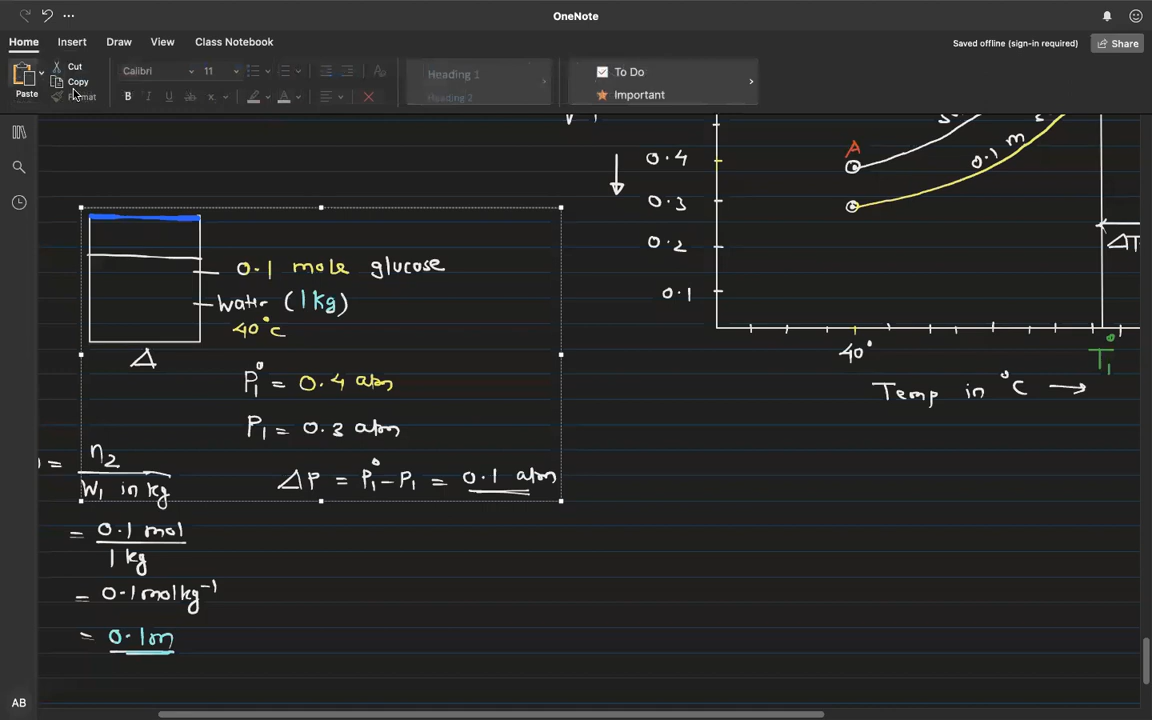 OneNote
Home Insert Draw View Class Notebook
Saved offline (sign-in required) Share
Paste Cut Copy Format
Calibri 11
B I U ab x A
Heading 1
Heading 2
To Do
Important
0.1 mole glucose
Water (1kg)
40°C
Δ
P₁° = 0.4 atm
P₁ = 0.3 atm
ΔP = P₁° - P₁ = 0.1 atm
= n₂ / W₁ in kg
= 0.1 mol / 1 kg
= 0.1 mol kg⁻¹
= 0.1m
A
0.1 m
0.4
0.3
0.2
0.1
ΔT
40°
T₁°
Temp in °C →
AB